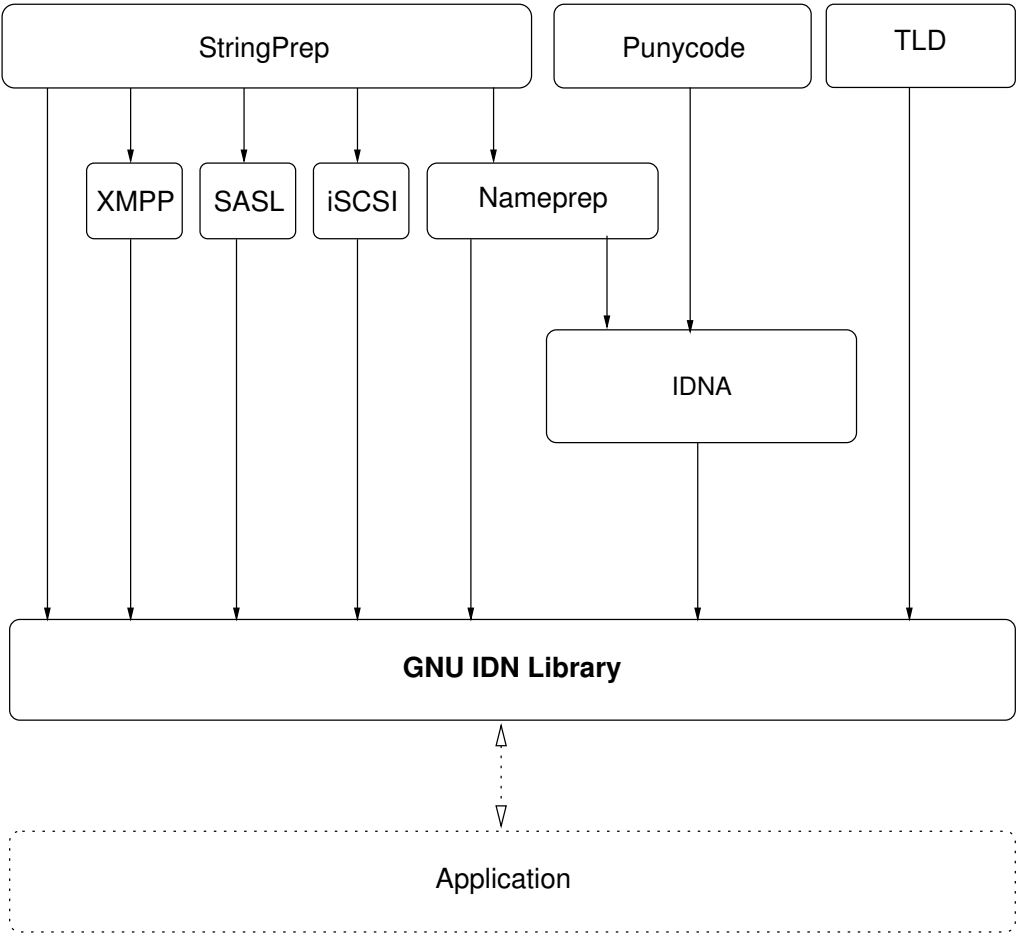 StringPrep
Punycode
TLD
XMPP
SASL
iSCSI
Nameprep
IDNA
GNU IDN Library
Application